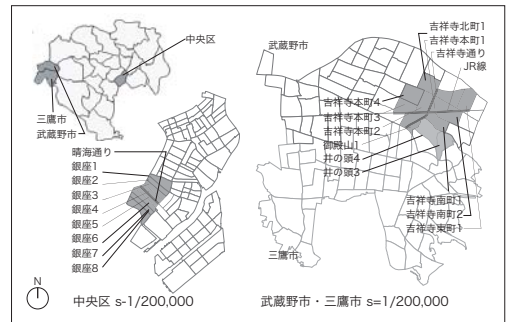 中央区
三鷹市
武蔵野市
晴海通り
銀座1
銀座2
銀座3
銀座4
銀座5
銀座6
銀座7
銀座8
N
中央区 s-1/200,000
武蔵野市
吉祥寺北町1
吉祥寺本町1
吉祥寺通り
JR線
吉祥寺本町4
吉祥寺本町3
吉祥寺本町2
御殿山1
井の頭4
井の頭3
吉祥寺南町1
吉祥寺南町2
吉祥寺東町1
三鷹市
武蔵野市・三鷹市 s=1/200,000